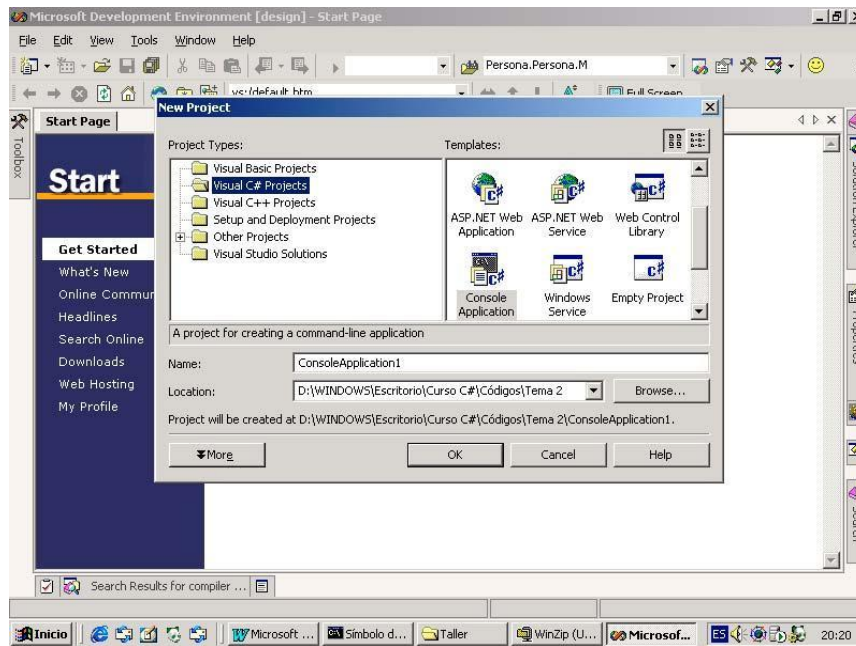 Microsoft Development Environment [design] - Start Page
File Edit View Tools Window Help
Persona.Persona.M
vs:/default.htm
Full Screen
New Project
Start Page
Toolbox
Project Types:
Templates:
Visual Basic Projects
Visual C# Projects
Visual C++ Projects
Setup and Deployment Projects
Other Projects
Visual Studio Solutions
ASP.NET Web Application
ASP.NET Web Service
Web Control Library
Console Application
Windows Service
Empty Project
A project for creating a command-line application
Name:
ConsoleApplication1
Location:
D:\WINDOWS\Escritorio\Curso C#\Códigos\Tema 2
Browse...
Project will be created at D:\WINDOWS\Escritorio\Curso C#\Códigos\Tema 2\ConsoleApplication1.
More
OK
Cancel
Help
Start
Get Started
What's New
Online Commun
Headlines
Search Online
Downloads
Web Hosting
My Profile
Solution Explorer
Properties
Search
Search Results for compiler ...
Inicio
Microsoft ...
Símbolo d...
Taller
WinZip (U...
Microsof...
ES
20:20